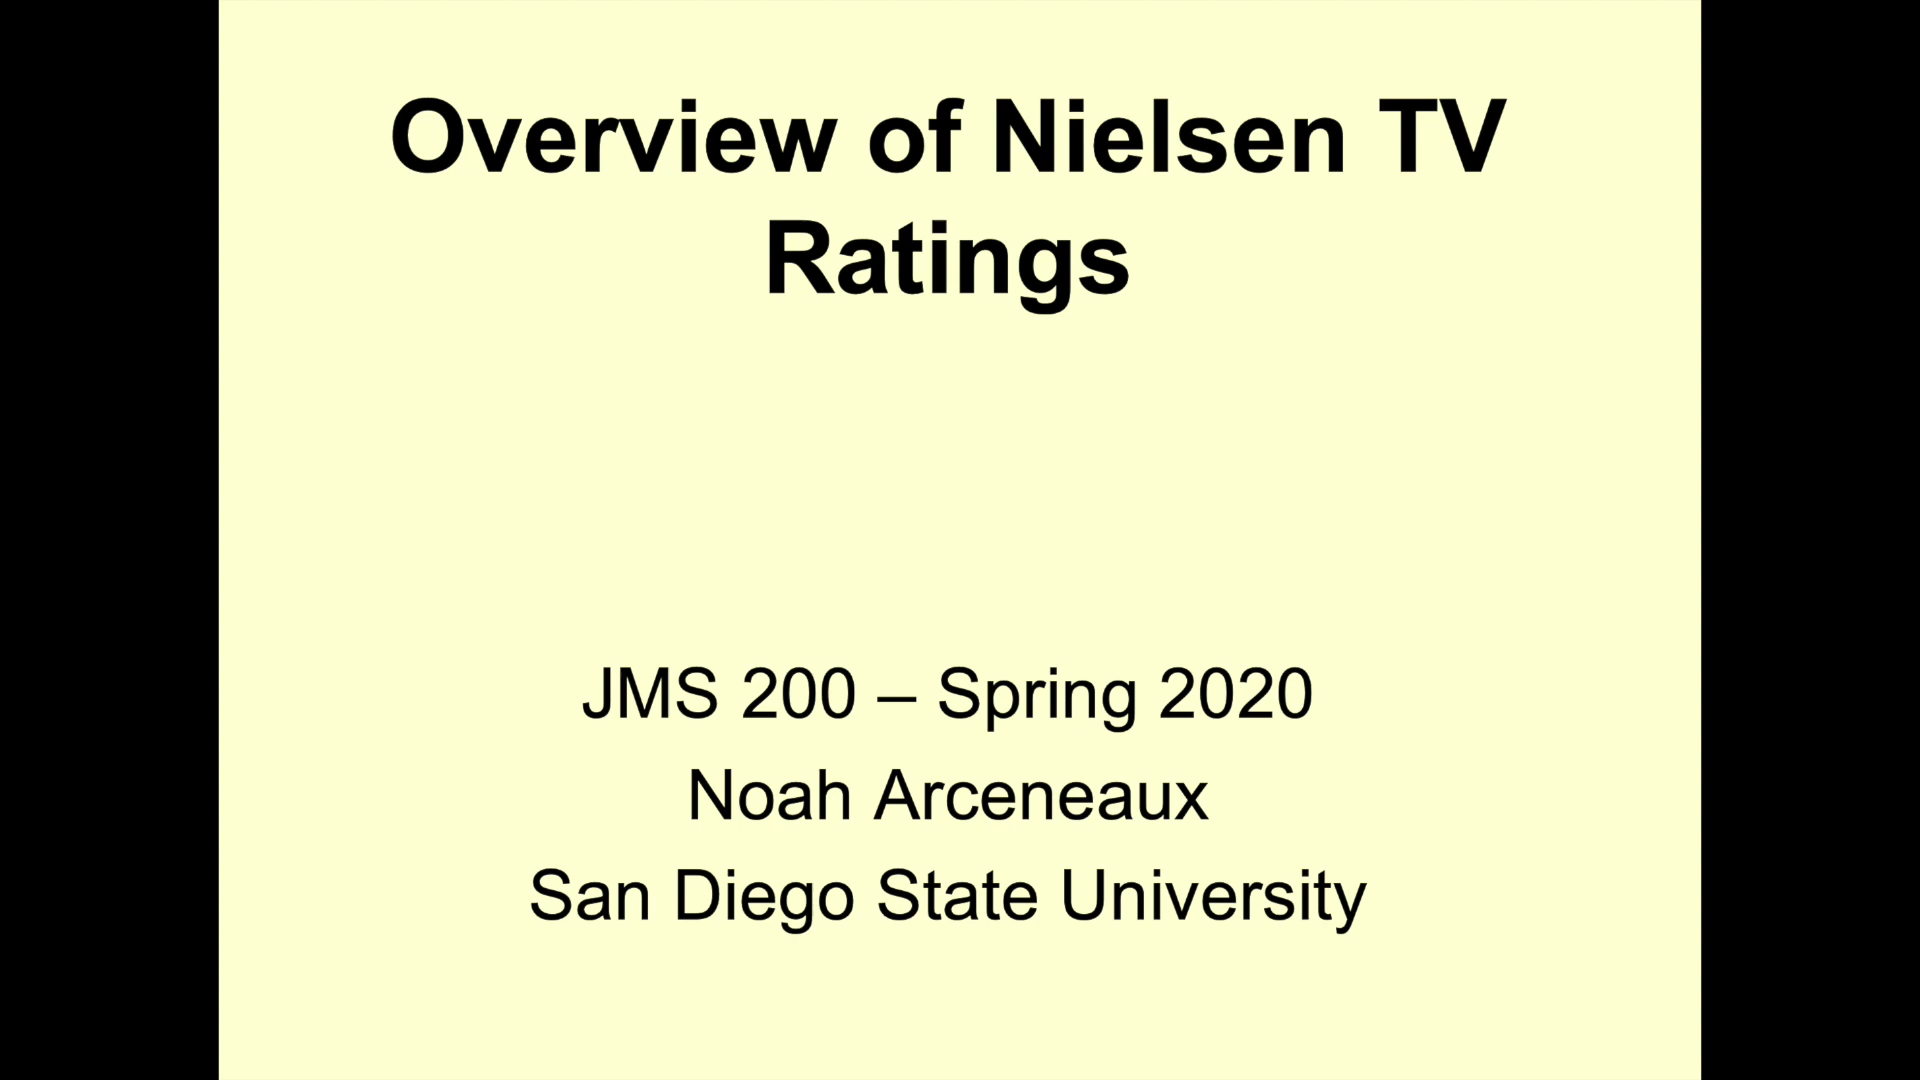 Overview of Nielsen TV
Ratings
JMS 200 – Spring 2020
Noah Arceneaux
San Diego State University